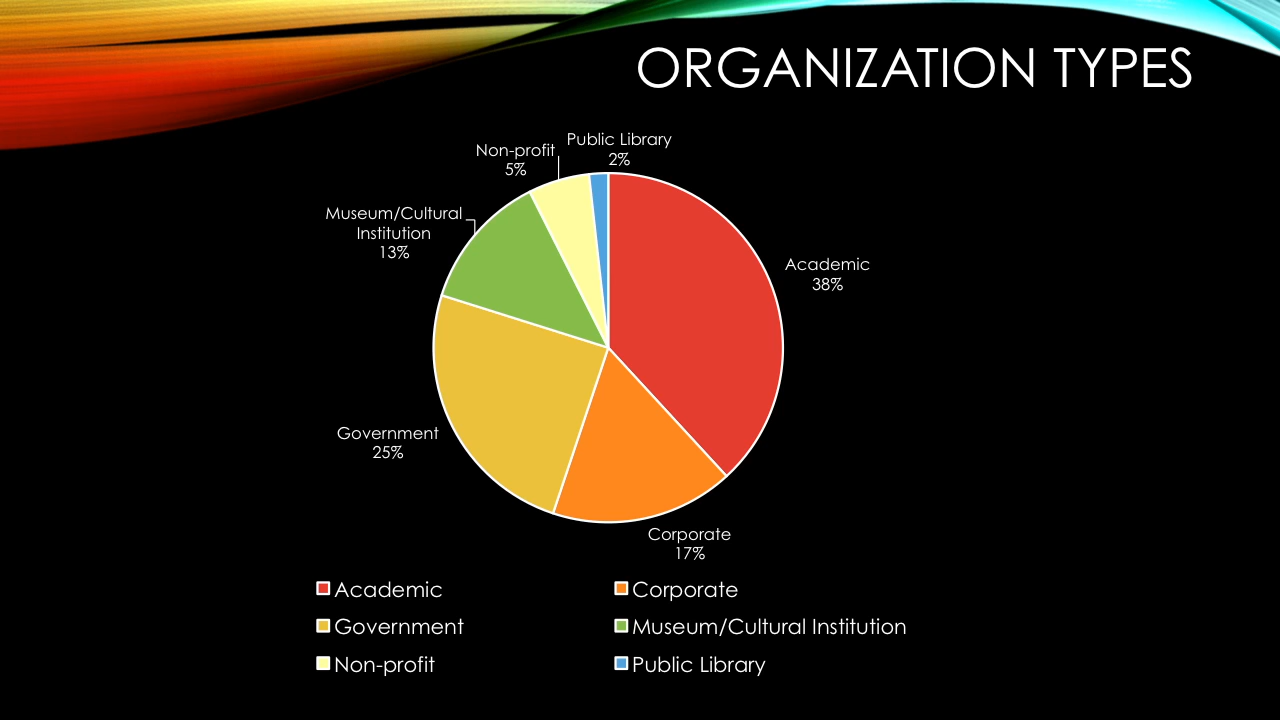 ORGANIZATION TYPES
Public Library
2%
Non-profit
5%
Museum/Cultural
Institution
13%
Academic
38%
Government
25%
Corporate
17%
Academic
Corporate
Government
Museum/Cultural Institution
Non-profit
Public Library